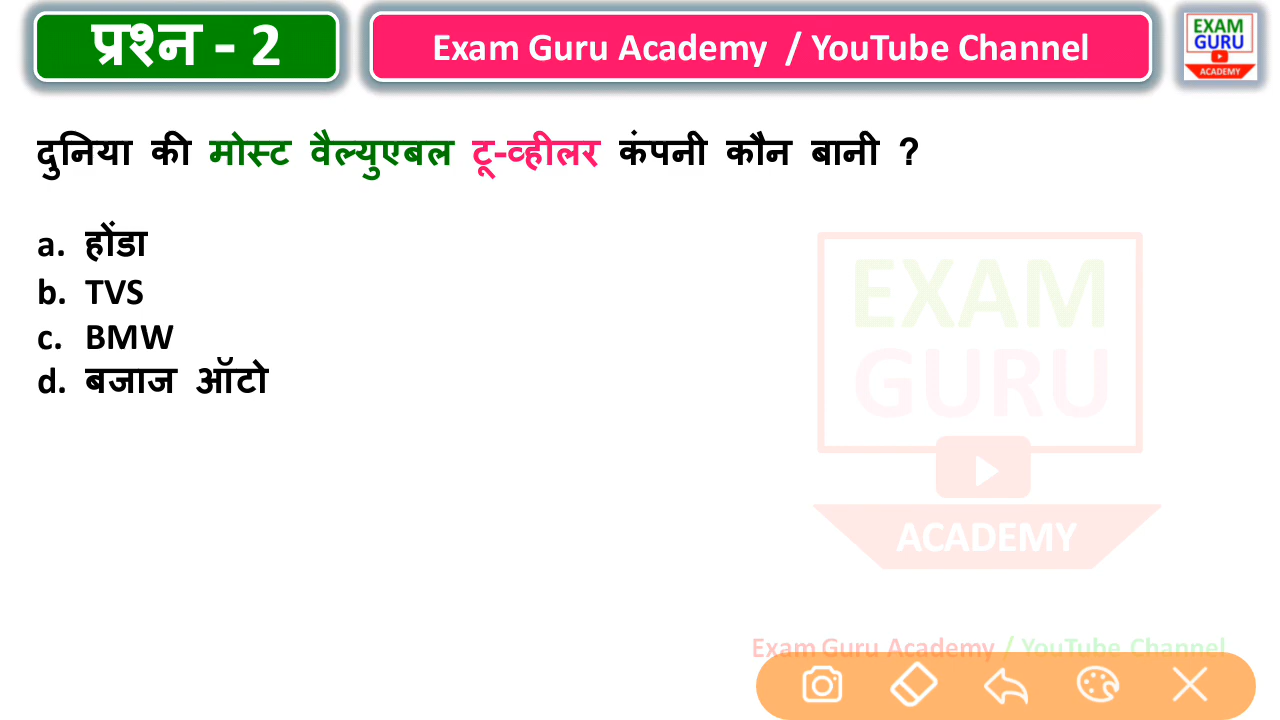 प्रश्न - 2
Exam Guru Academy / YouTube Channel
EXAM
GURU
ACADEMY
दुनिया की मोस्ट वैल्युएबल टू-व्हीलर कंपनी कौन बानी ?
a. होंडा
b. TVS
c. BMW
d. बजाज ऑटो
EXAM
GURU
ACADEMY
Exam Guru Academy / YouTube Channel